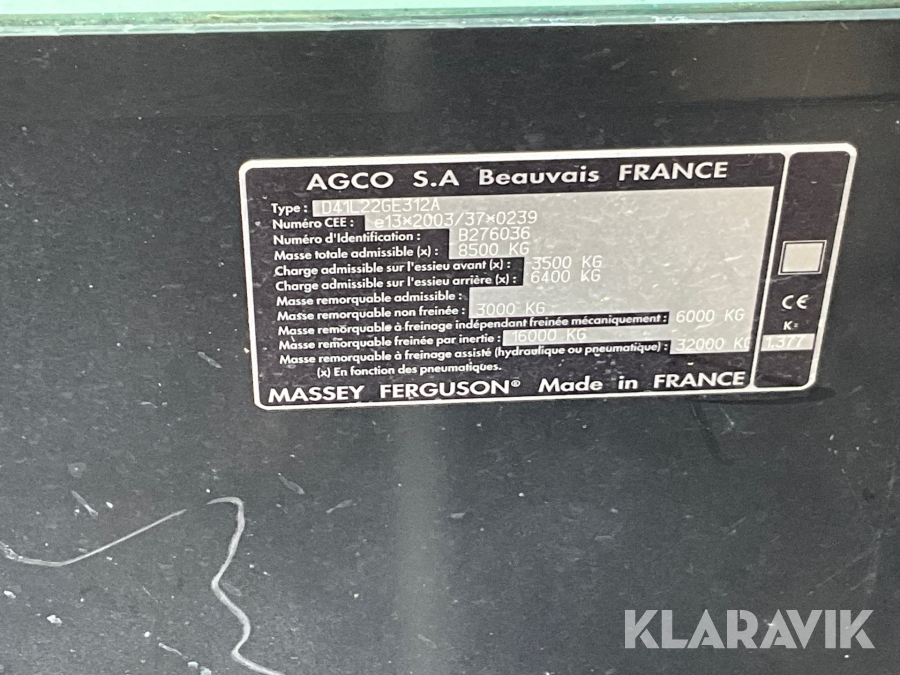 AGCO S.A Beauvais FRANCE
Type : D41L22GE312A
Numéro CEE : e13*2003/37*0239
Numéro d'Identification : B276036
Masse totale admissible (x) : 8500 KG
Charge admissible sur l'essieu avant (x) : 3500 KG
Charge admissible sur l'essieu arrière (x) : 6400 KG
Masse remorquable admissible :
Masse remorquable non freinée : 3000 KG
Masse remorquable à freinage indépendant freinée mécaniquement : 6000 KG
Masse remorquable freinée par inertie : 16000 KG
Masse remorquable à freinage assisté (hydraulique ou pneumatique) : 32000 KG
(x) En fonction des pneumatiques.
MASSEY FERGUSON® Made in FRANCE
CE
K=
1.377
KLARAVIK